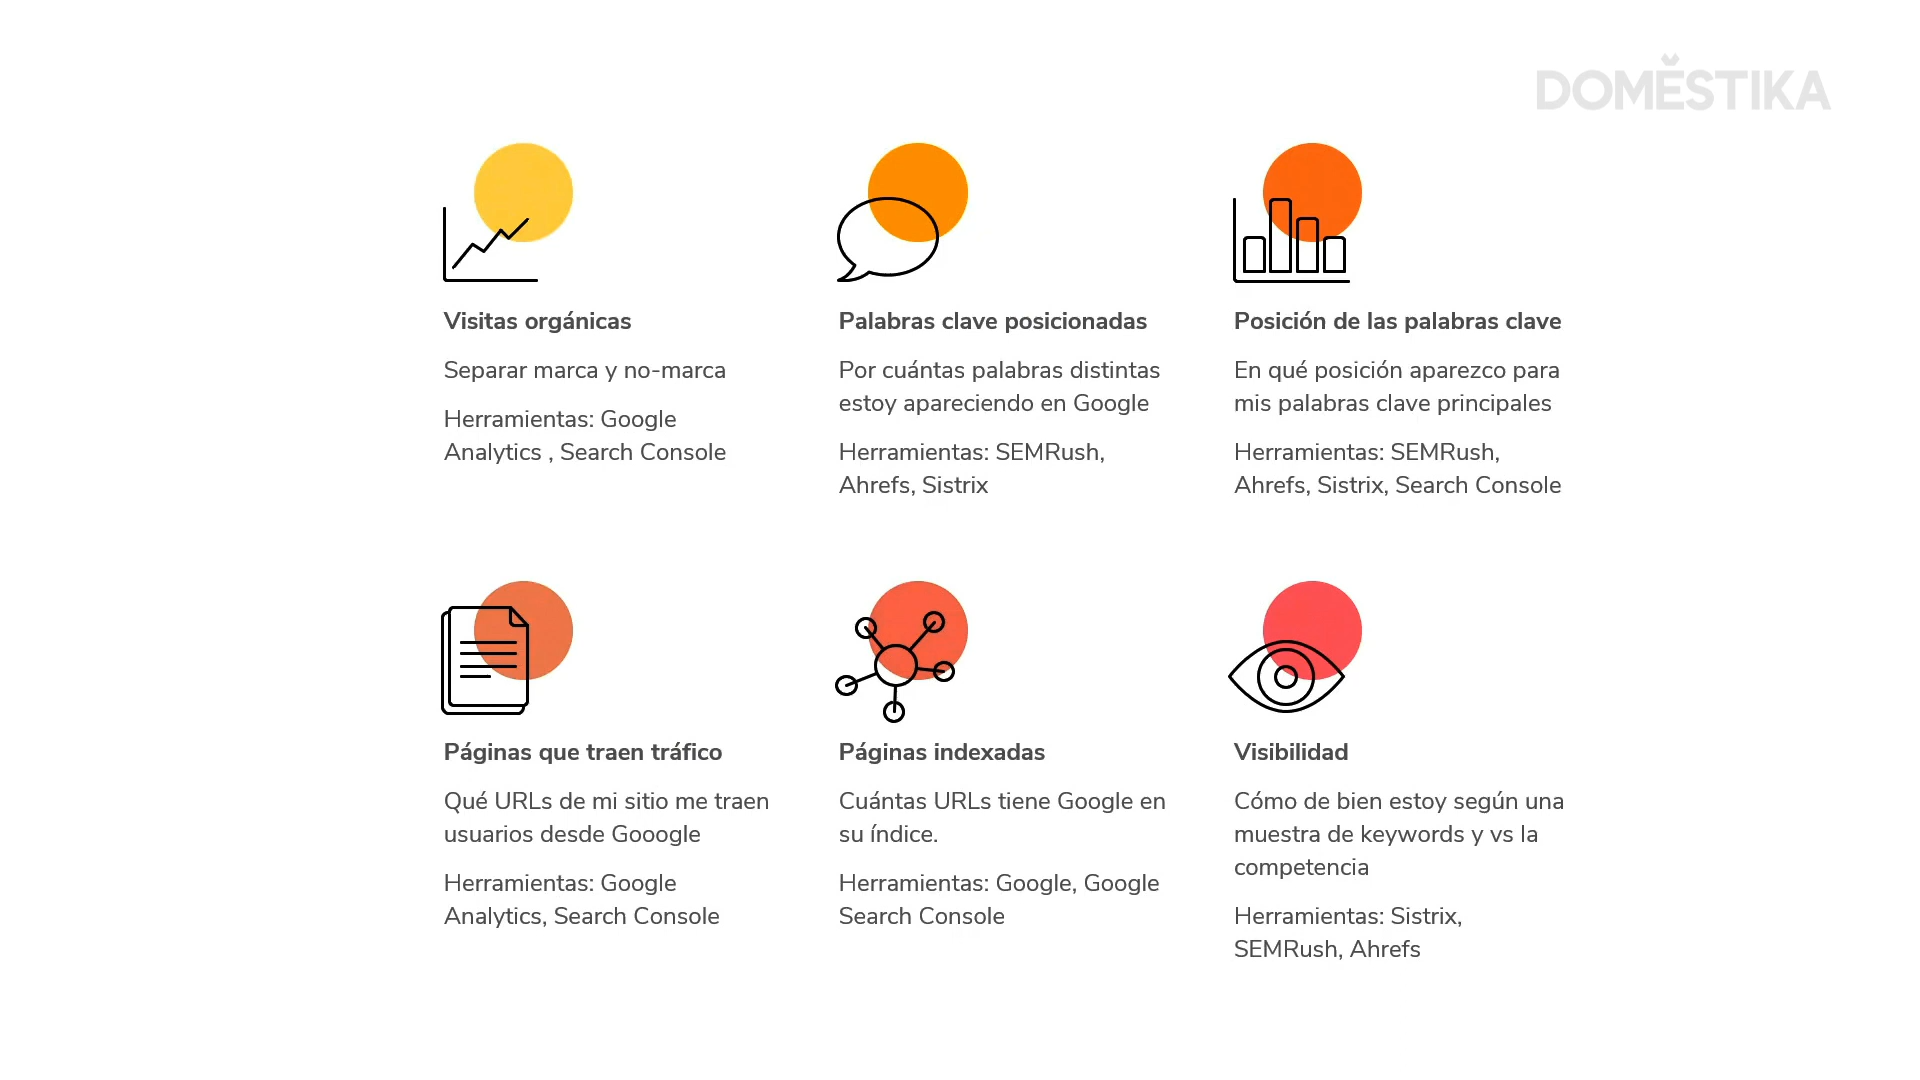 DOMĚSTIKA
Visitas orgánicas
Separar marca y no-marca
Herramientas: Google
Analytics , Search Console
Palabras clave posicionadas
Por cuántas palabras distintas
estoy apareciendo en Google
Herramientas: SEMRush,
Ahrefs, Sistrix
Posición de las palabras clave
En qué posición aparezco para
mis palabras clave principales
Herramientas: SEMRush,
Ahrefs, Sistrix, Search Console
Páginas que traen tráfico
Qué URLs de mi sitio me traen
usuarios desde Gooogle
Herramientas: Google
Analytics, Search Console
Páginas indexadas
Cuántas URLs tiene Google en
su índice.
Herramientas: Google, Google
Search Console
Visibilidad
Cómo de bien estoy según una
muestra de keywords y vs la
competencia
Herramientas: Sistrix,
SEMRush, Ahrefs